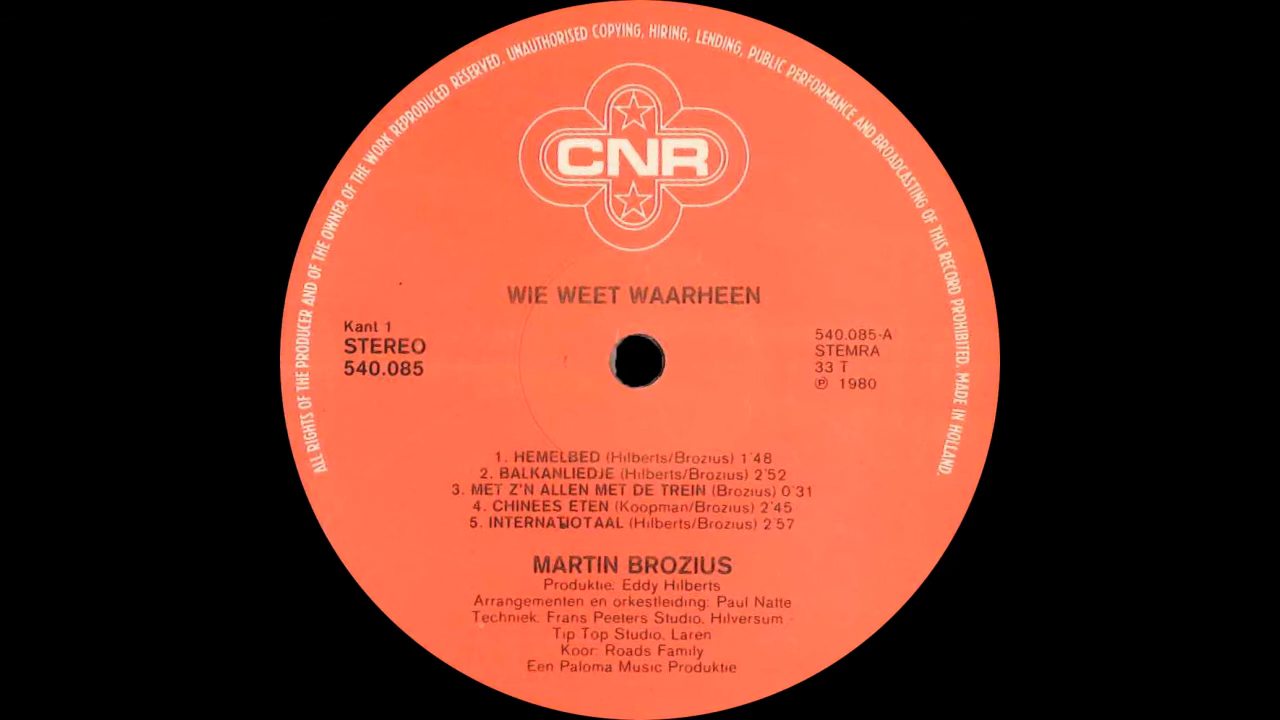 ALL RIGHTS OF THE PRODUCER AND OF THE OWNER OF THE WORK REPRODUCED RESERVED. UNAUTHORISED COPYING, HIRING, LENDING, PUBLIC PERFORMANCE AND BROADCASTING OF THIS RECORD PROHIBITED. MADE IN HOLLAND.
CNR
WIE WEET WAARHEEN
Kant 1
STEREO
540.085
540.085-A
STEMRA
33 T
℗ 1980
1. HEMELBED (Hilberts/Brozius) 1'48
2. BALKANLIEDJE (Hilberts/Brozius) 2'52
3. MET Z'N ALLEN MET DE TREIN (Brozius) 0'31
4. CHINEES ETEN (Koopman/Brozius) 2'45
5. INTERNATIOTAAL (Hilberts/Brozius) 2'57
MARTIN BROZIUS
Produktie: Eddy Hilberts
Arrangementen en orkestleiding: Paul Natte
Techniek: Frans Peeters Studio, Hilversum -
Tip Top Studio, Laren
Koor: Roads Family
Een Paloma Music Produktie